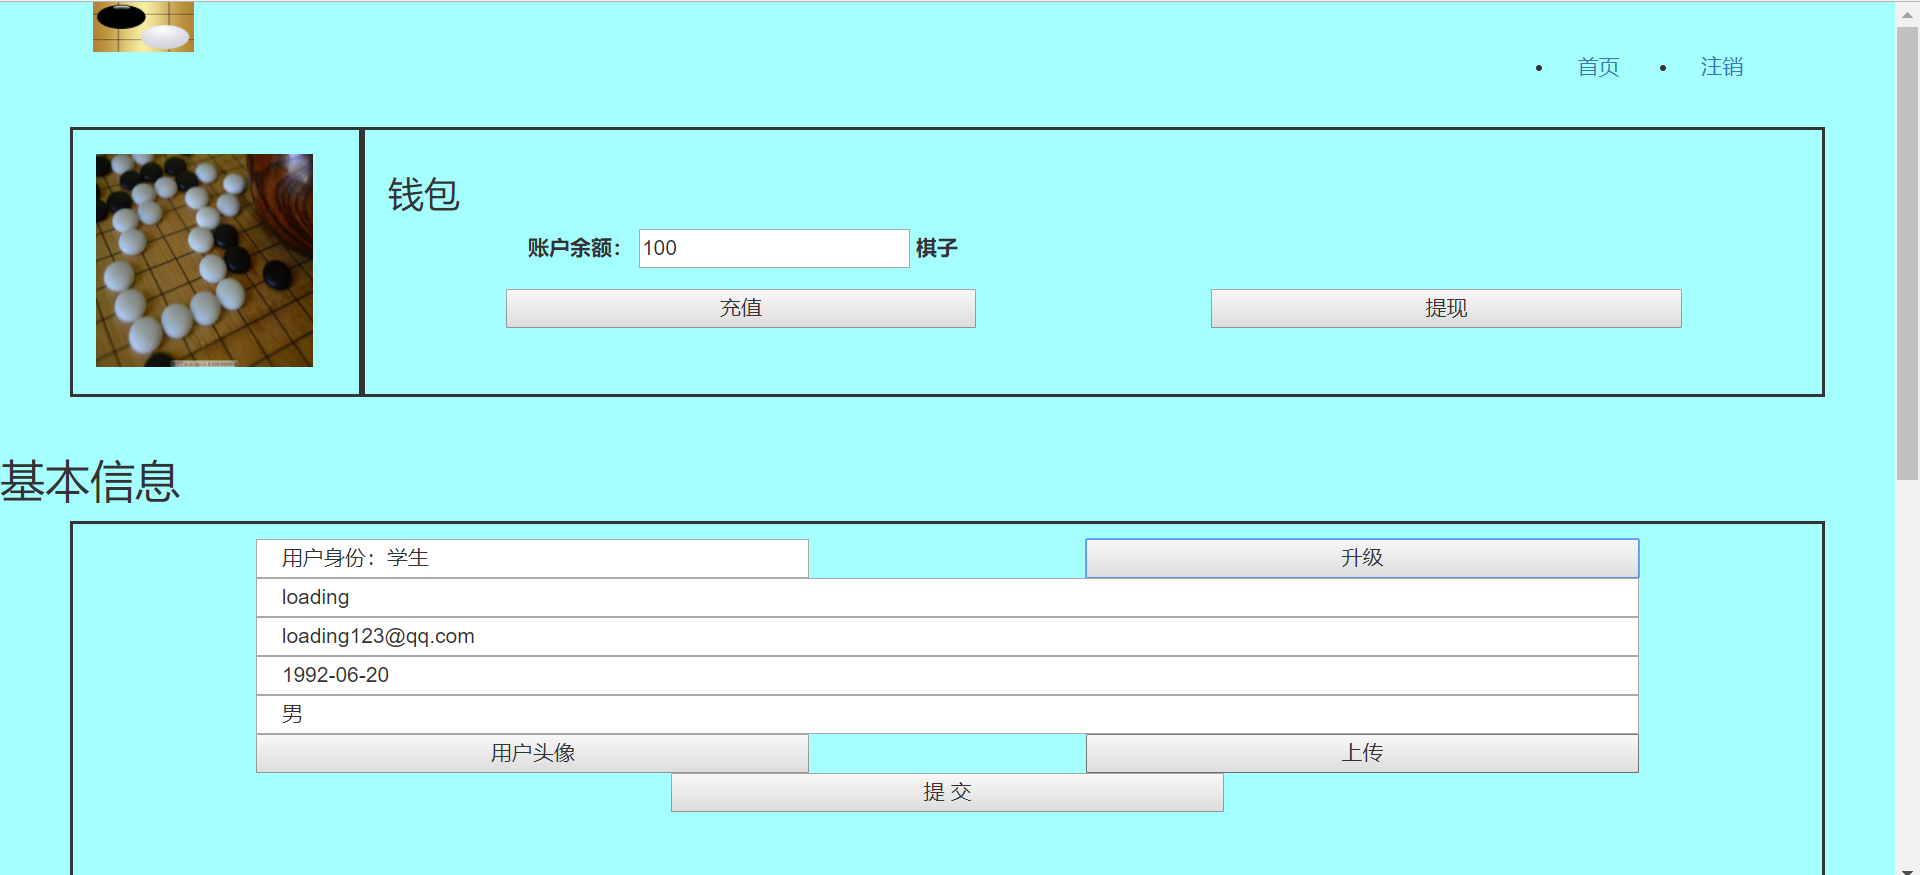 首页 注销
钱包
账户余额： 100 棋子
充值 提现
基本信息
用户身份：学生 升级
loading
loading123@qq.com
1992-06-20
男
用户头像 上传
提 交